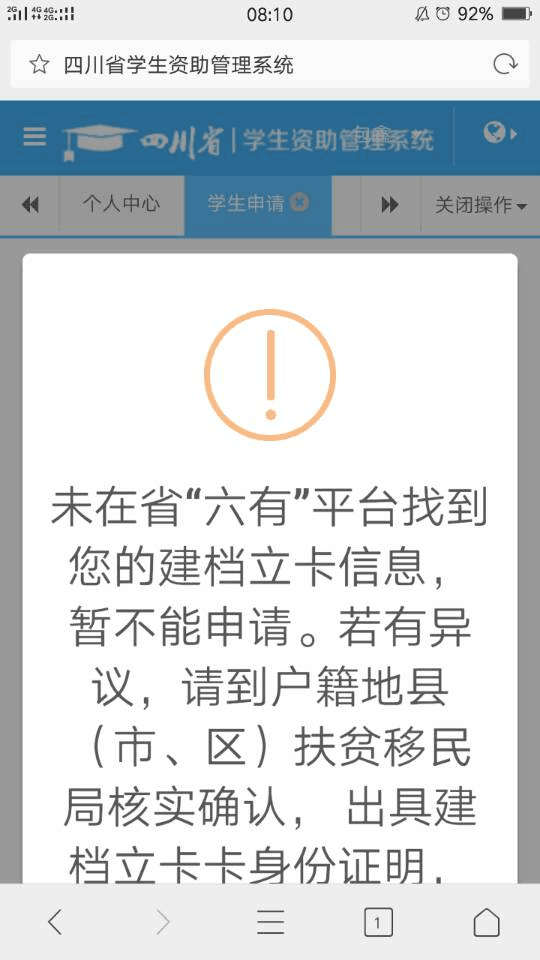 2G 4G 4G 2G 08:10 92%
四川省学生资助管理系统
四川省 | 学生资助管理系统
个人中心 学生申请 关闭操作
未在省“六有”平台找到
您的建档立卡信息，
暂不能申请。若有异
议，请到户籍地县
（市、区）扶贫移民
局核实确认， 出具建
档立卡卡身份证明，
1